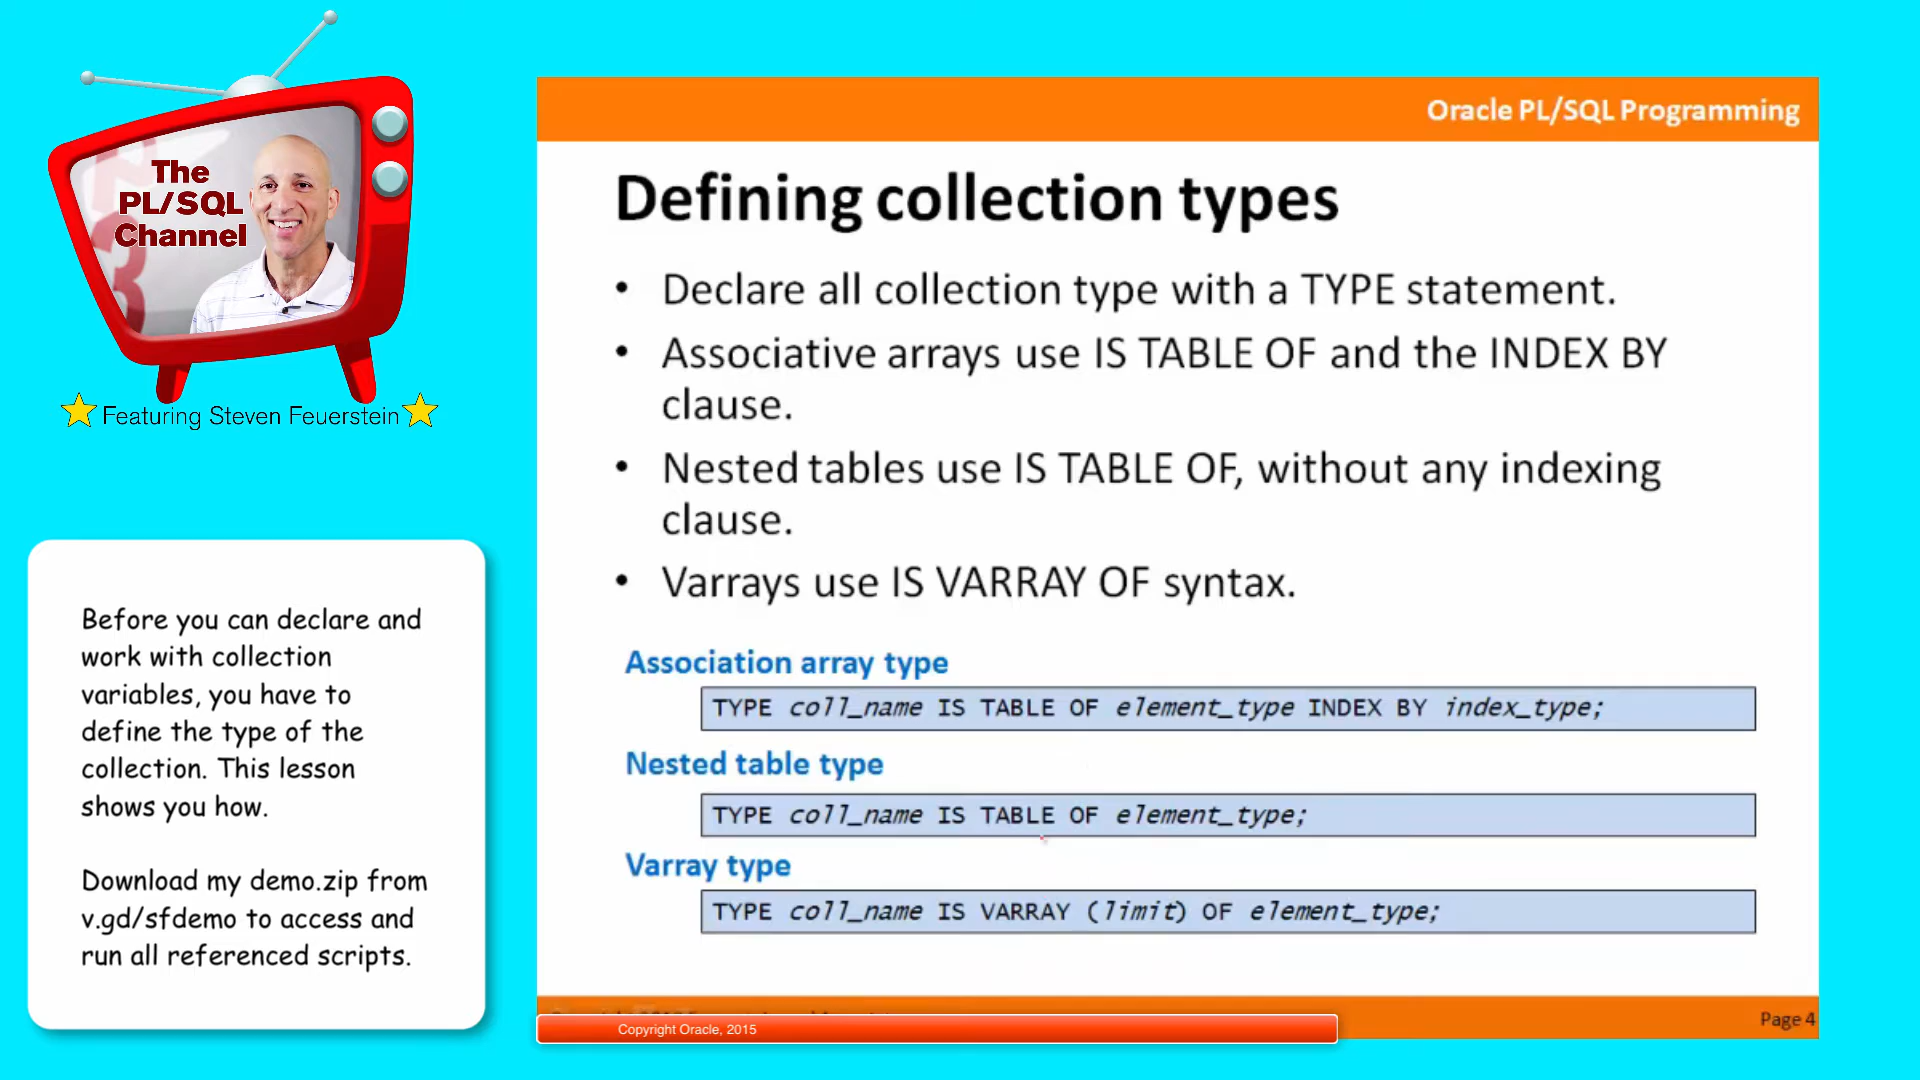 The
PL/SQL
Channel
Featuring Steven Feuerstein
Before you can declare and
work with collection
variables, you have to
define the type of the
collection. This lesson
shows you how.
Download my demo.zip from
v.gd/sfdemo to access and
run all referenced scripts.
Oracle PL/SQL Programming
Defining collection types
• Declare all collection type with a TYPE statement.
• Associative arrays use IS TABLE OF and the INDEX BY
clause.
• Nested tables use IS TABLE OF, without any indexing
clause.
• Varrays use IS VARRAY OF syntax.
Association array type
TYPE coll_name IS TABLE OF element_type INDEX BY index_type;
Nested table type
TYPE coll_name IS TABLE OF element_type;
Varray type
TYPE coll_name IS VARRAY (limit) OF element_type;
Copyright Oracle, 2015
Page 4